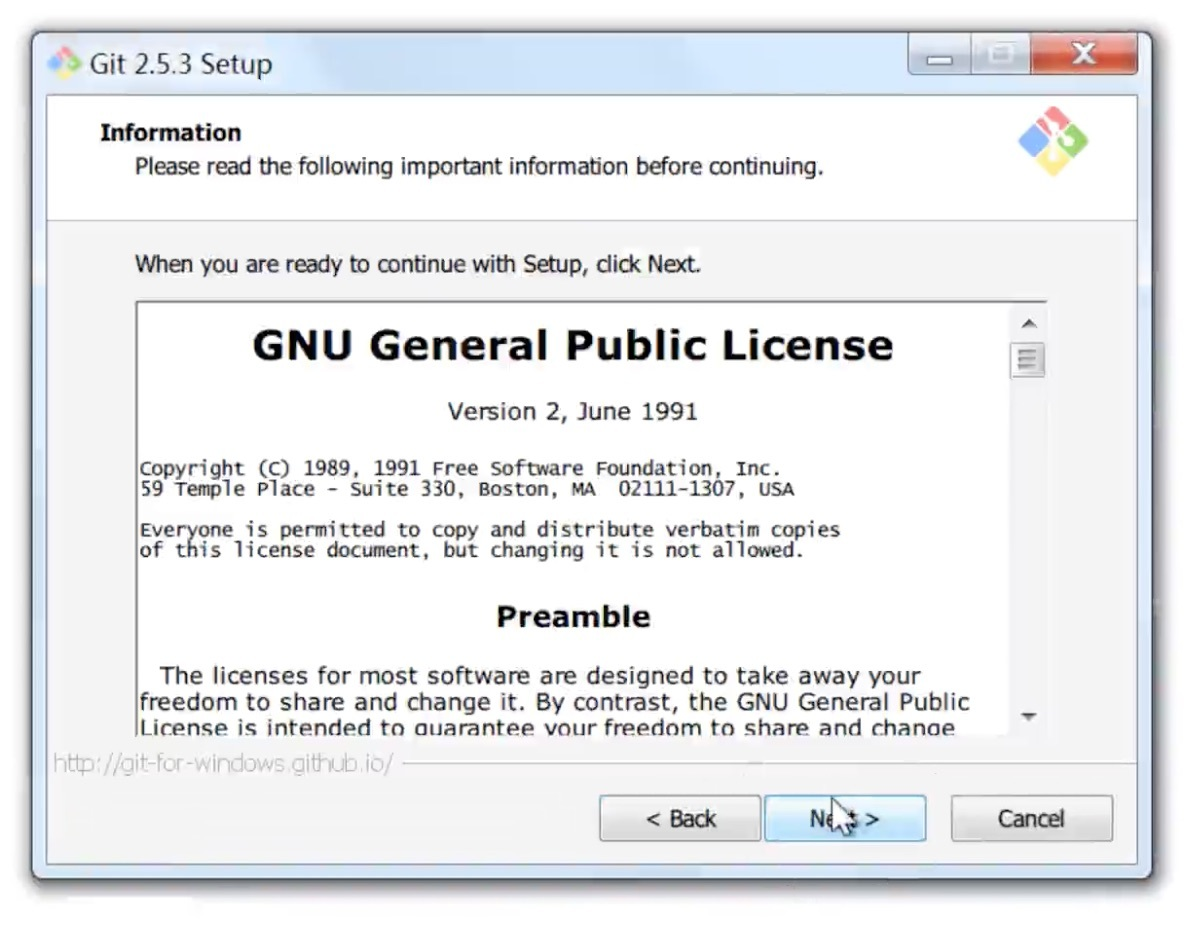 Git 2.5.3 Setup
X
Information
Please read the following important information before continuing.
When you are ready to continue with Setup, click Next.
GNU General Public License
Version 2, June 1991
Copyright (C) 1989, 1991 Free Software Foundation, Inc.
59 Temple Place - Suite 330, Boston, MA  02111-1307, USA
Everyone is permitted to copy and distribute verbatim copies
of this license document, but changing it is not allowed.
Preamble
The licenses for most software are designed to take away your
freedom to share and change it. By contrast, the GNU General Public
License is intended to guarantee your freedom to share and change
http://git-for-windows.github.io/
< Back
Next >
Cancel